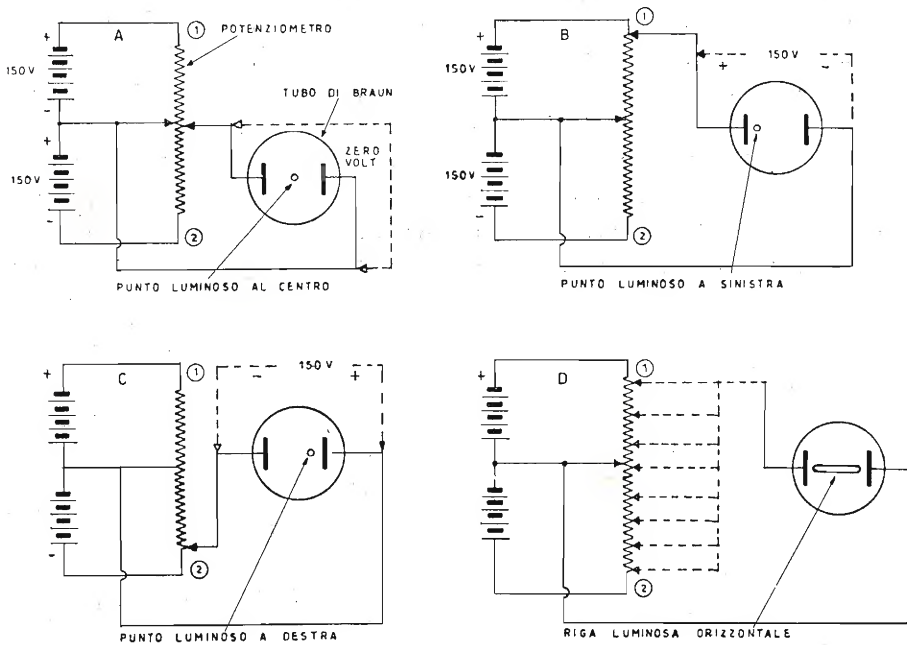 A
1
POTENZIOMETRO
+
150 V
-
+
150 V
-
TUBO DI BRAUN
ZERO
VOLT
2
PUNTO LUMINOSO AL CENTRO
B
1
+
150 V
150 V
-
+ 150 V -
2
PUNTO LUMINOSO A SINISTRA
C
1
+
-
- 150 V +
2
PUNTO LUMINOSO A DESTRA
D
1
+
-
2
RIGA LUMINOSA ORIZZONTALE